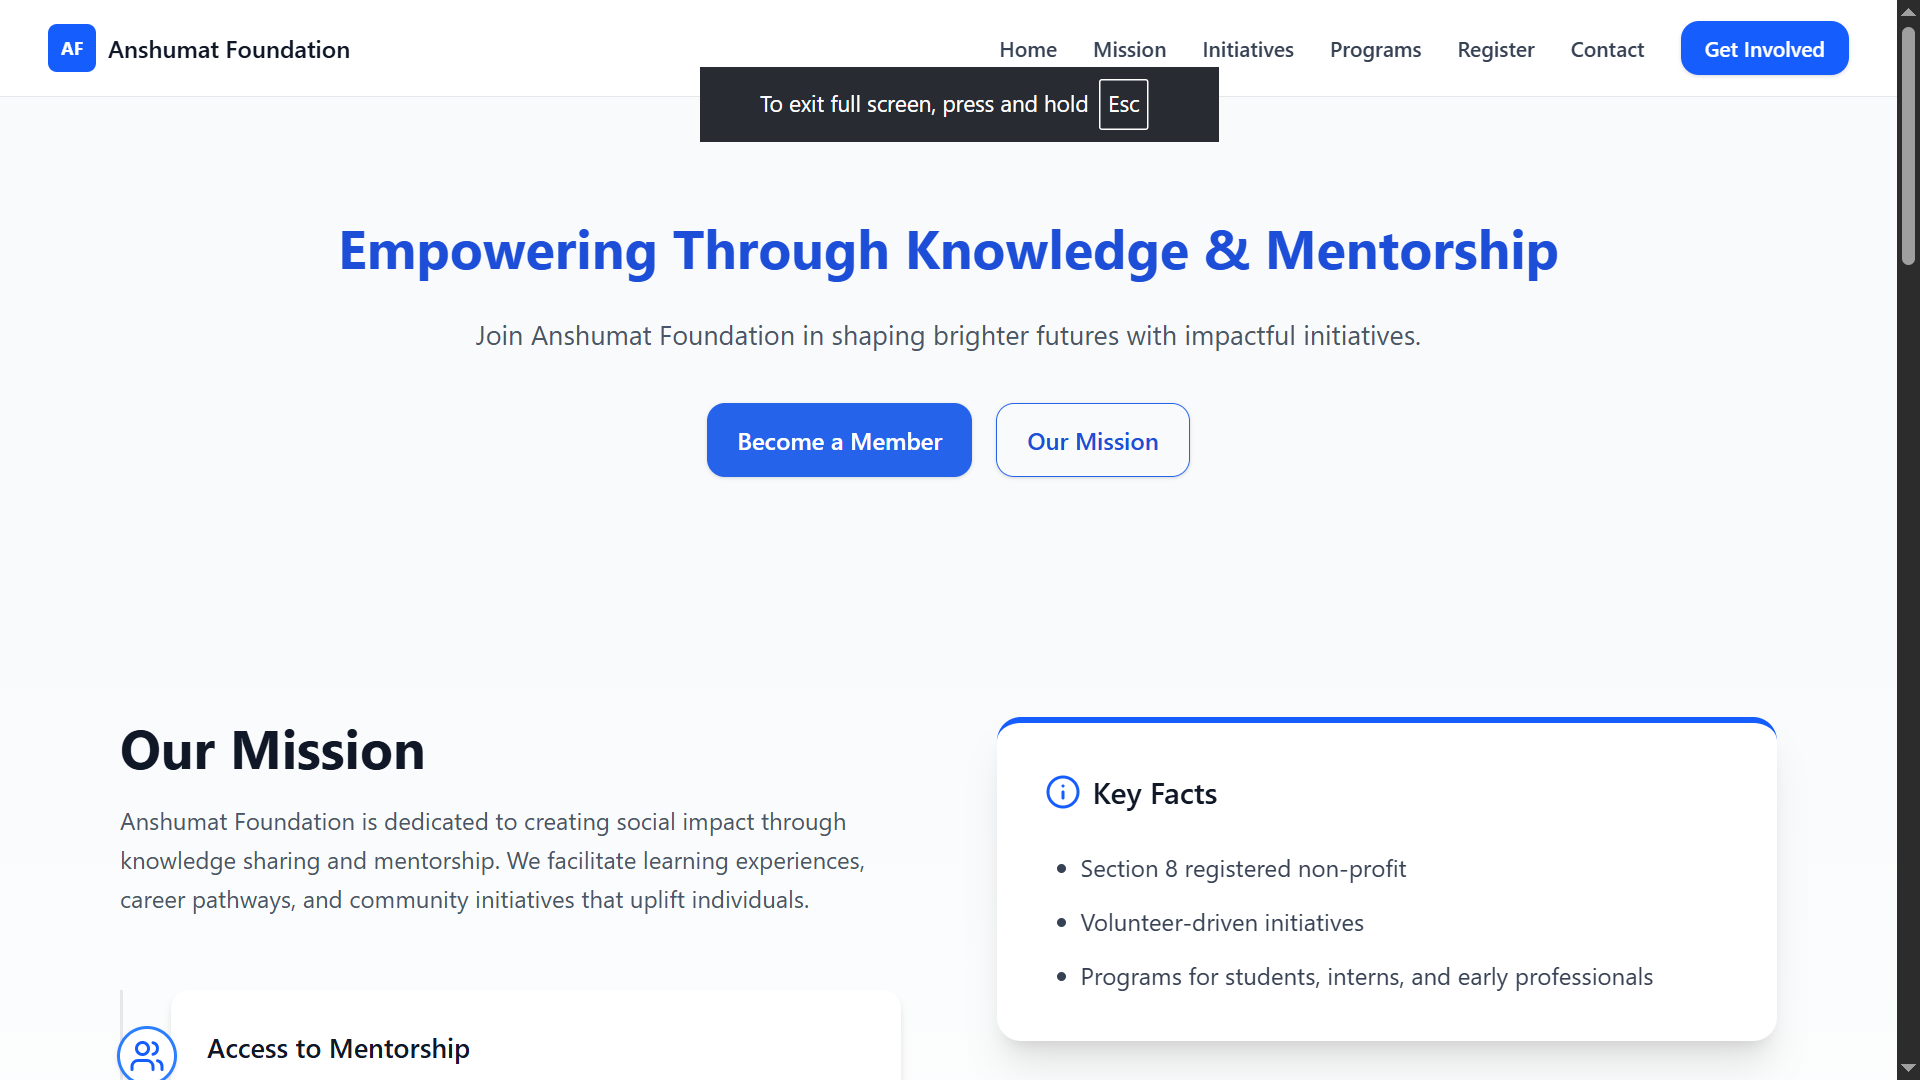 AF Anshumat Foundation
Home Mission Initiatives Programs Register Contact Get Involved
To exit full screen, press and hold Esc
Empowering Through Knowledge & Mentorship
Join Anshumat Foundation in shaping brighter futures with impactful initiatives.
Become a Member Our Mission
Our Mission
Anshumat Foundation is dedicated to creating social impact through
knowledge sharing and mentorship. We facilitate learning experiences,
career pathways, and community initiatives that uplift individuals.
Access to Mentorship
Key Facts
Section 8 registered non-profit
Volunteer-driven initiatives
Programs for students, interns, and early professionals